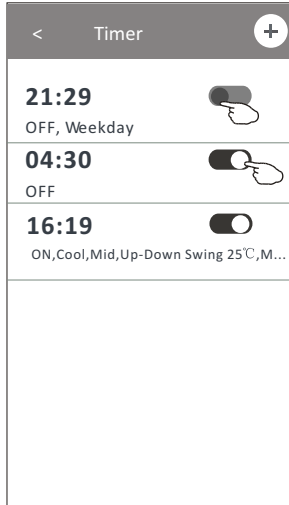 < Timer +
21:29
OFF, Weekday
04:30
OFF
16:19
ON,Cool,Mid,Up-Down Swing 25℃,M...